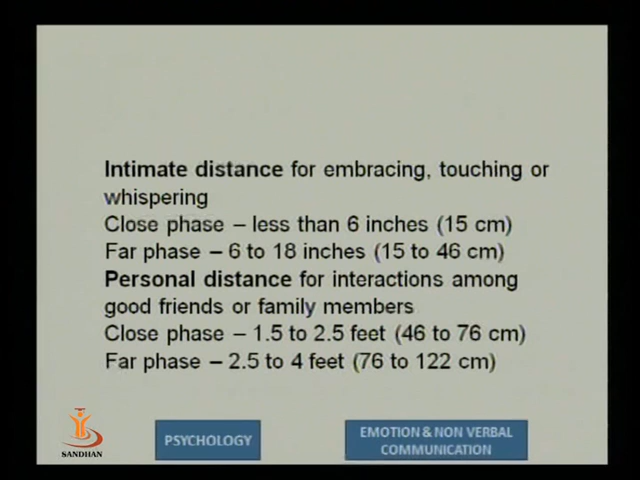 Intimate distance for embracing, touching or
whispering
Close phase – less than 6 inches (15 cm)
Far phase – 6 to 18 inches (15 to 46 cm)
Personal distance for interactions among
good friends or family members
Close phase – 1.5 to 2.5 feet (46 to 76 cm)
Far phase – 2.5 to 4 feet (76 to 122 cm)
SANDHAN
PSYCHOLOGY
EMOTION & NON VERBAL
COMMUNICATION